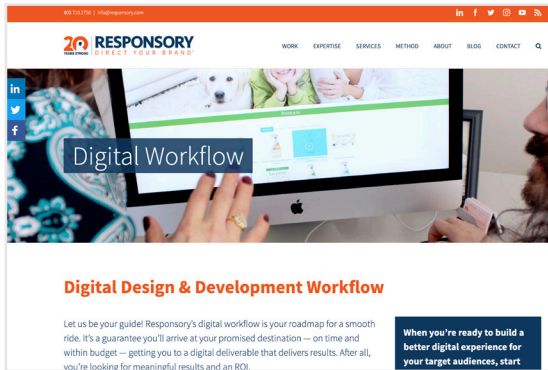 800.710.2750 | info@responsory.com
20 YEARS STRONG
RESPONSORY
DIRECT YOUR BRAND
WORK EXPERTISE SERVICES METHOD ABOUT BLOG CONTACT
Digital Workflow
Digital Design & Development Workflow
Let us be your guide! Responsory's digital workflow is your roadmap for a smooth
ride. It's a guarantee you'll arrive at your promised destination — on time and
within budget — getting you to a digital deliverable that delivers results. After all,
you're looking for meaningful results and an ROI.
When you're ready to build a
better digital experience for
your target audiences, start